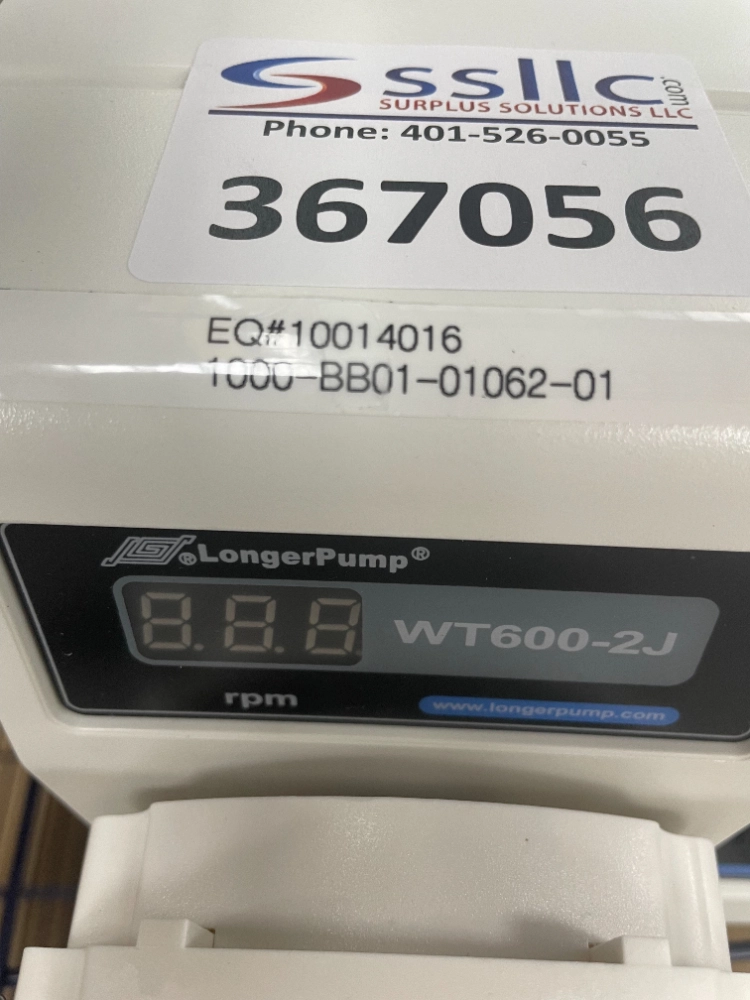 ssllc.com
SURPLUS SOLUTIONS LLC
Phone: 401-526-0055
367056
EQ#10014016
1000-BB01-01062-01
® LongerPump®
8.8.8
WT600-2J
rpm
www.longerpump.com